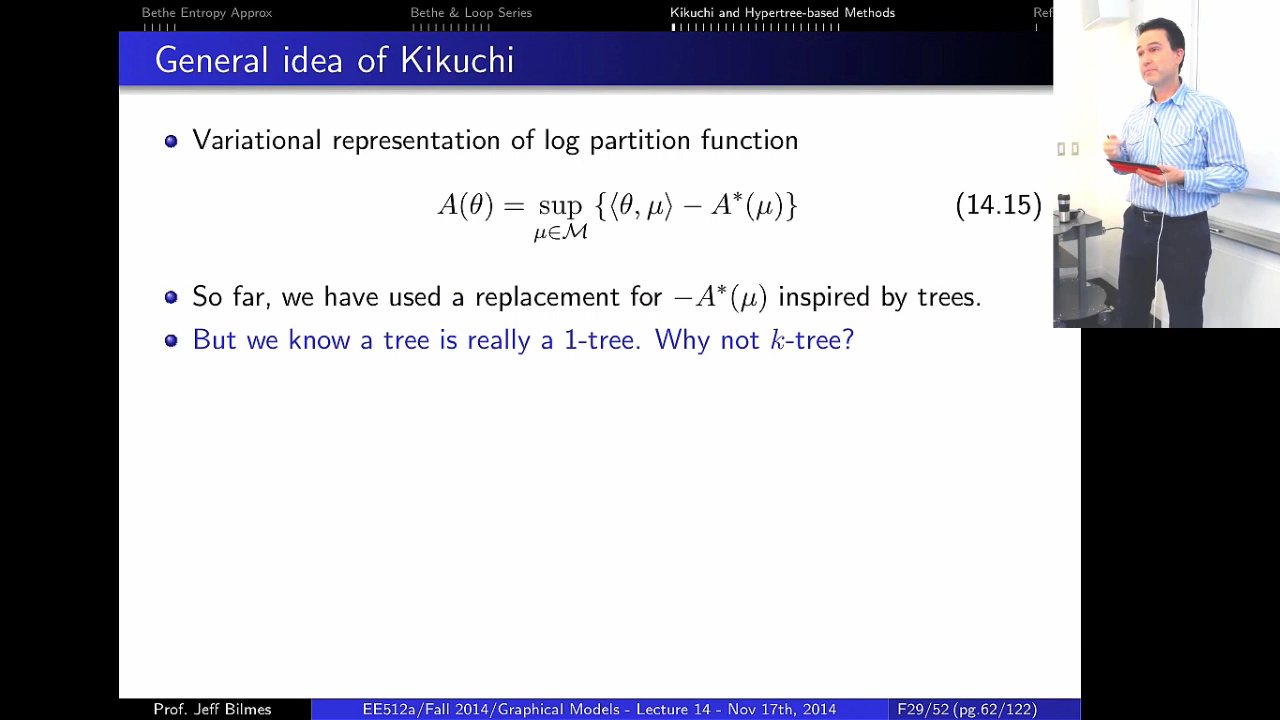 Bethe Entropy Approx Bethe & Loop Series Kikuchi and Hypertree-based Methods Ref
General idea of Kikuchi
Variational representation of log partition function
A(θ) = sup {⟨θ, μ⟩ − A*(μ)} (14.15)
μ∈M
So far, we have used a replacement for −A*(μ) inspired by trees.
But we know a tree is really a 1-tree. Why not k-tree?
Prof. Jeff Bilmes EE512a/Fall 2014/Graphical Models - Lecture 14 - Nov 17th, 2014 F29/52 (pg.62/122)